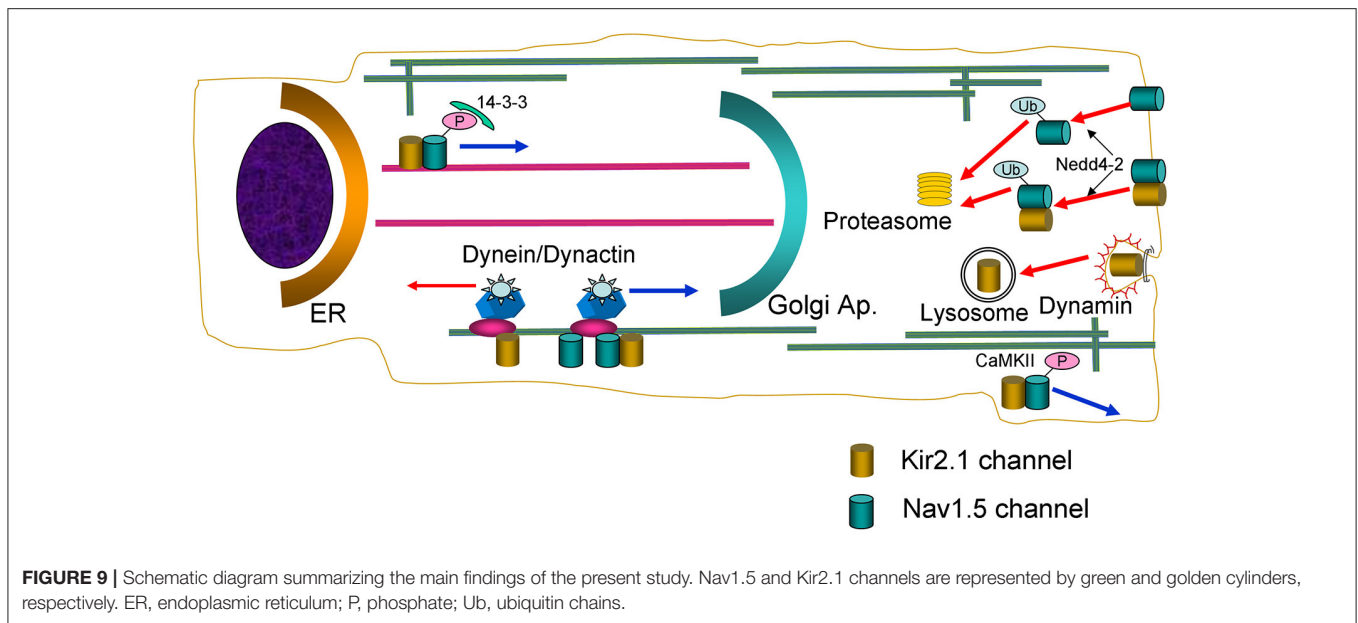 14-3-3
P
Ub
Nedd4-2
Ub
Proteasome
Dynein/Dynactin
ER
Golgi Ap.
Lysosome
Dynamin
CaMKII
P
Kir2.1 channel
Nav1.5 channel
FIGURE 9 | Schematic diagram summarizing the main findings of the present study. Nav1.5 and Kir2.1 channels are represented by green and golden cylinders,
respectively. ER, endoplasmic reticulum; P, phosphate; Ub, ubiquitin chains.